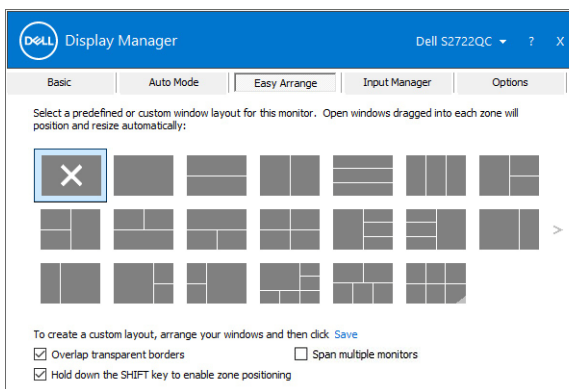 DELL Display Manager Dell S2722QC ? X
Basic Auto Mode Easy Arrange Input Manager Options
Select a predefined or custom window layout for this monitor. Open windows dragged into each zone will
position and resize automatically:
>
To create a custom layout, arrange your windows and then click Save
Overlap transparent borders Span multiple monitors
Hold down the SHIFT key to enable zone positioning